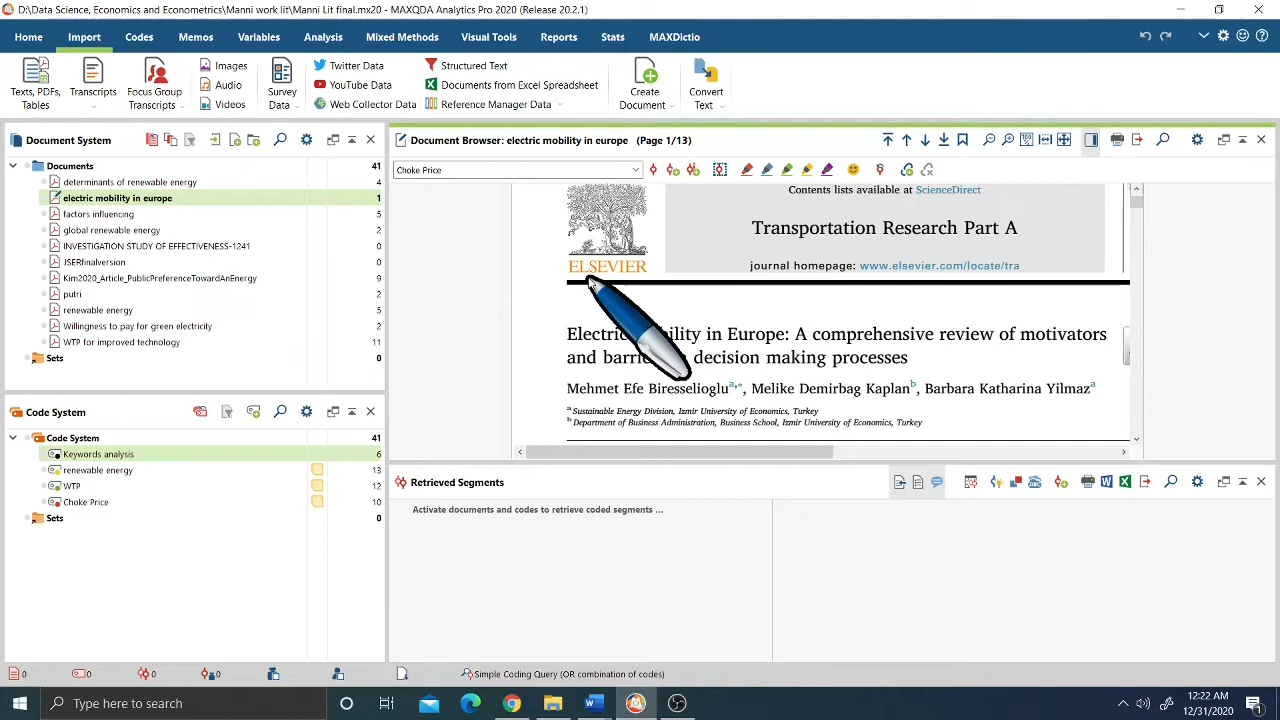 D:\Data Science, Economics and Econometrics\Manni work lit\Manni Lit final.mx20 - MAXQDA Analytics Pro 2020 (Release 20.2.1)
Home Import Codes Memos Variables Analysis Mixed Methods Visual Tools Reports Stats MAXDictio
Texts, PDFs, Tables
Transcripts
Focus Group Transcripts
Images
Audio
Videos
Survey Data
Twitter Data
YouTube Data
Web Collector Data
Structured Text
Documents from Excel Spreadsheet
Reference Manager Data
Create Document
Convert Text
Document System
Documents 41
determinants of renewable energy 4
electric mobility in europe 1
factors influencing 5
global renewable energy 2
INVESTIGATION STUDY OF EFFECTIVENESS-1241 0
JSERfinalversion 0
Kim2020_Article_PublicPreferenceTowardAnEnergy 9
putri 2
renewable energy 5
Willingness to pay for green electricity 2
WTP for improved technology 11
Sets 0
Code System
Code System 41
Keywords analysis 6
renewable energy 13
WTP 12
Choke Price 10
Sets 0
Document Browser: electric mobility in europe (Page 1/13)
Choke Price
Contents lists available at ScienceDirect
Transportation Research Part A
ELSEVIER
journal homepage: www.elsevier.com/locate/tra
in Europe: A comprehensive review of motivators
and decision making processes
Mehmet Efe Biresselioglu a,*, Melike Demirbag Kaplan b, Barbara Katharina Yilmaz a
a Sustainable Energy Division, Izmir University of Economics, Turkey
b Department of Business Administration, Business School, Izmir University of Economics, Turkey
Retrieved Segments
Activate documents and codes to retrieve coded segments ...
0 0 0 0
Simple Coding Query (OR combination of codes)
Type here to search
12:22 AM
12/31/2020